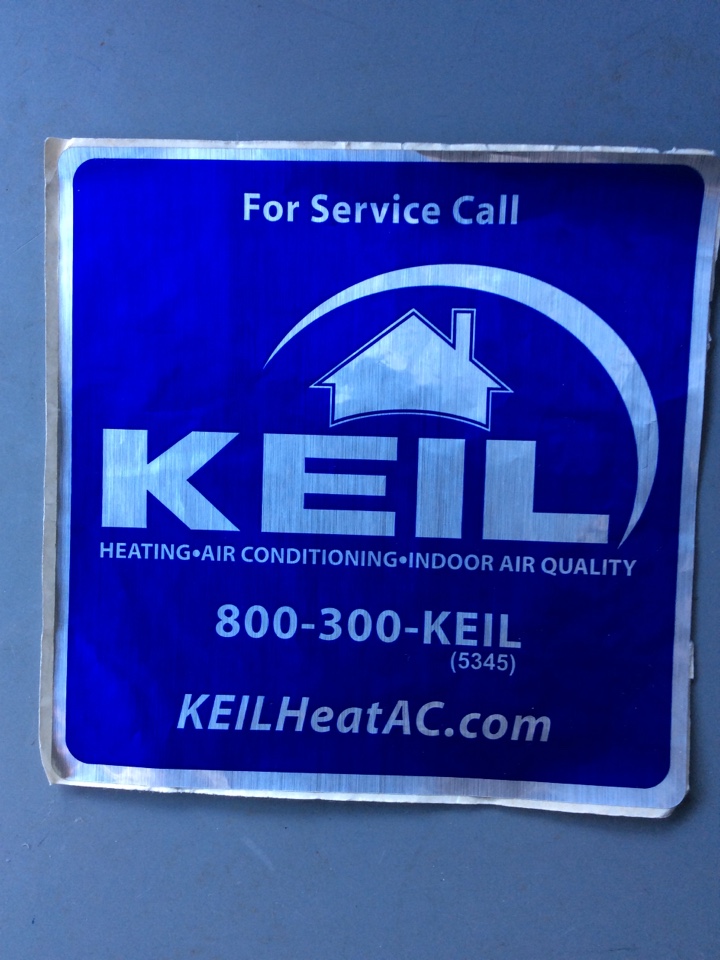 For Service Call
KEIL
HEATING•AIR CONDITIONING•INDOOR AIR QUALITY
800-300-KEIL
(5345)
KEILHeatAC.com